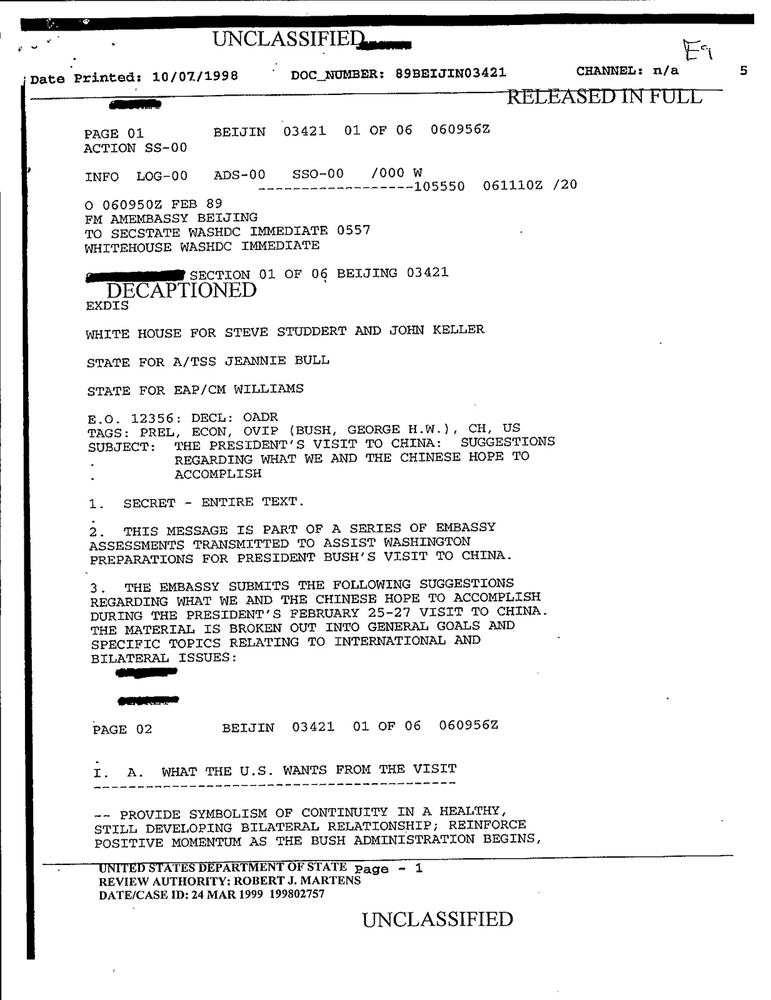 UNCLASSIFIED
E9
Date Printed: 10/07/1998 DOC_NUMBER: 89BEIJIN03421 CHANNEL: n/a 5
RELEASED IN FULL
PAGE 01 BEIJIN 03421 01 OF 06 060956Z
ACTION SS-00
INFO LOG-00 ADS-00 SSO-00 /000 W
------------------105550 061110Z /20
O 060950Z FEB 89
FM AMEMBASSY BEIJING
TO SECSTATE WASHDC IMMEDIATE 0557
WHITEHOUSE WASHDC IMMEDIATE
SECTION 01 OF 06 BEIJING 03421
DECAPTIONED
EXDIS
WHITE HOUSE FOR STEVE STUDDERT AND JOHN KELLER
STATE FOR A/TSS JEANNIE BULL
STATE FOR EAP/CM WILLIAMS
E.O. 12356: DECL: OADR
TAGS: PREL, ECON, OVIP (BUSH, GEORGE H.W.), CH, US
SUBJECT: THE PRESIDENT'S VISIT TO CHINA: SUGGESTIONS
. REGARDING WHAT WE AND THE CHINESE HOPE TO
. ACCOMPLISH
1. SECRET - ENTIRE TEXT.
.
2. THIS MESSAGE IS PART OF A SERIES OF EMBASSY
ASSESSMENTS TRANSMITTED TO ASSIST WASHINGTON
PREPARATIONS FOR PRESIDENT BUSH'S VISIT TO CHINA.
3. THE EMBASSY SUBMITS THE FOLLOWING SUGGESTIONS
REGARDING WHAT WE AND THE CHINESE HOPE TO ACCOMPLISH
DURING THE PRESIDENT'S FEBRUARY 25-27 VISIT TO CHINA.
THE MATERIAL IS BROKEN OUT INTO GENERAL GOALS AND
SPECIFIC TOPICS RELATING TO INTERNATIONAL AND
BILATERAL ISSUES:
PAGE 02 BEIJIN 03421 01 OF 06 060956Z
.
I. A. WHAT THE U.S. WANTS FROM THE VISIT
-------------------------------------------
-- PROVIDE SYMBOLISM OF CONTINUITY IN A HEALTHY,
STILL DEVELOPING BILATERAL RELATIONSHIP; REINFORCE
POSITIVE MOMENTUM AS THE BUSH ADMINISTRATION BEGINS,
UNITED STATES DEPARTMENT OF STATE Page - 1
REVIEW AUTHORITY: ROBERT J. MARTENS
DATE/CASE ID: 24 MAR 1999 199802757
UNCLASSIFIED